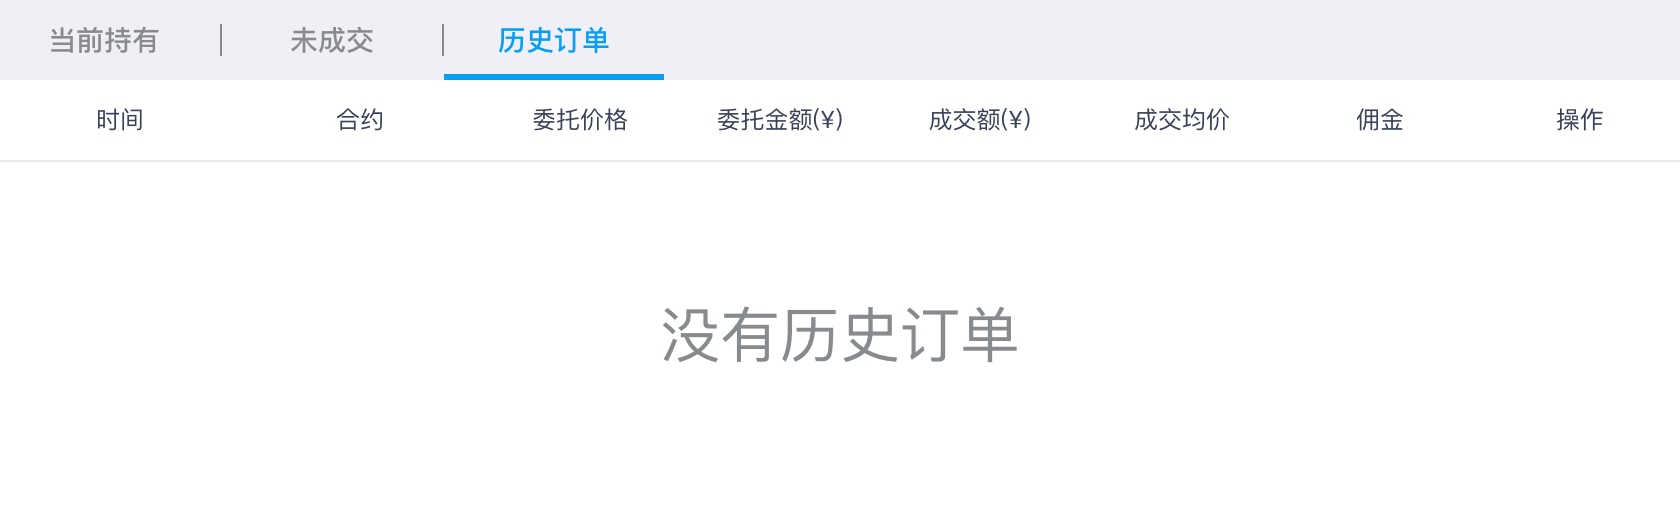 当前持有 未成交 历史订单
时间 合约 委托价格 委托金额(¥) 成交额(¥) 成交均价 佣金 操作
没有历史订单